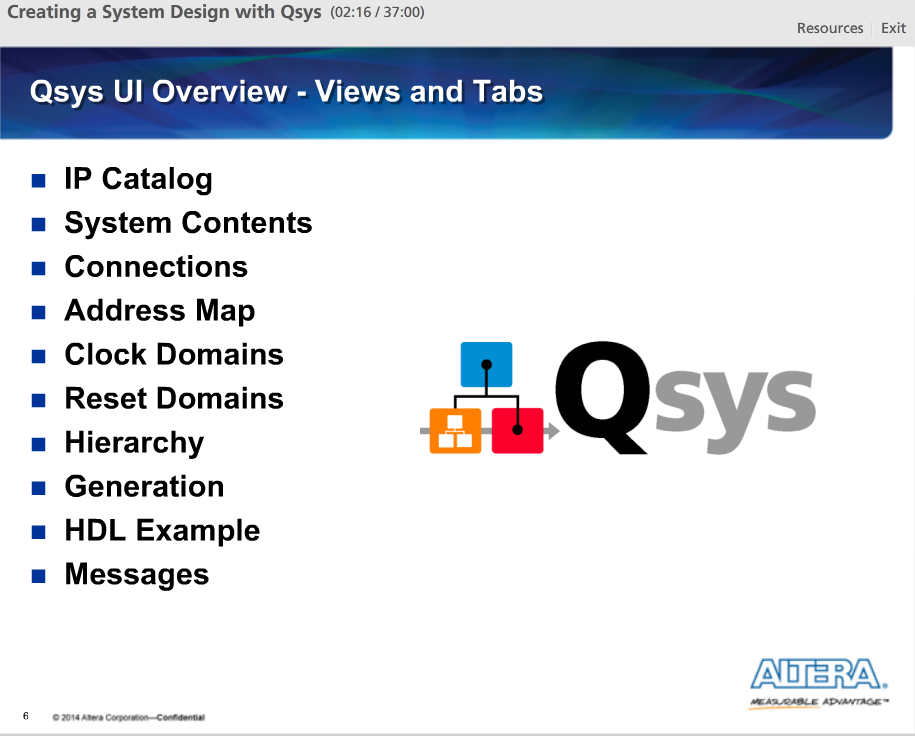 Creating a System Design with Qsys (02:16 / 37:00)
Resources Exit
Qsys UI Overview - Views and Tabs
IP Catalog
System Contents
Connections
Address Map
Clock Domains
Reset Domains
Hierarchy
Generation
HDL Example
Messages
Qsys
ALTERA®
MEASURABLE ADVANTAGE™
6 © 2014 Altera Corporation—Confidential